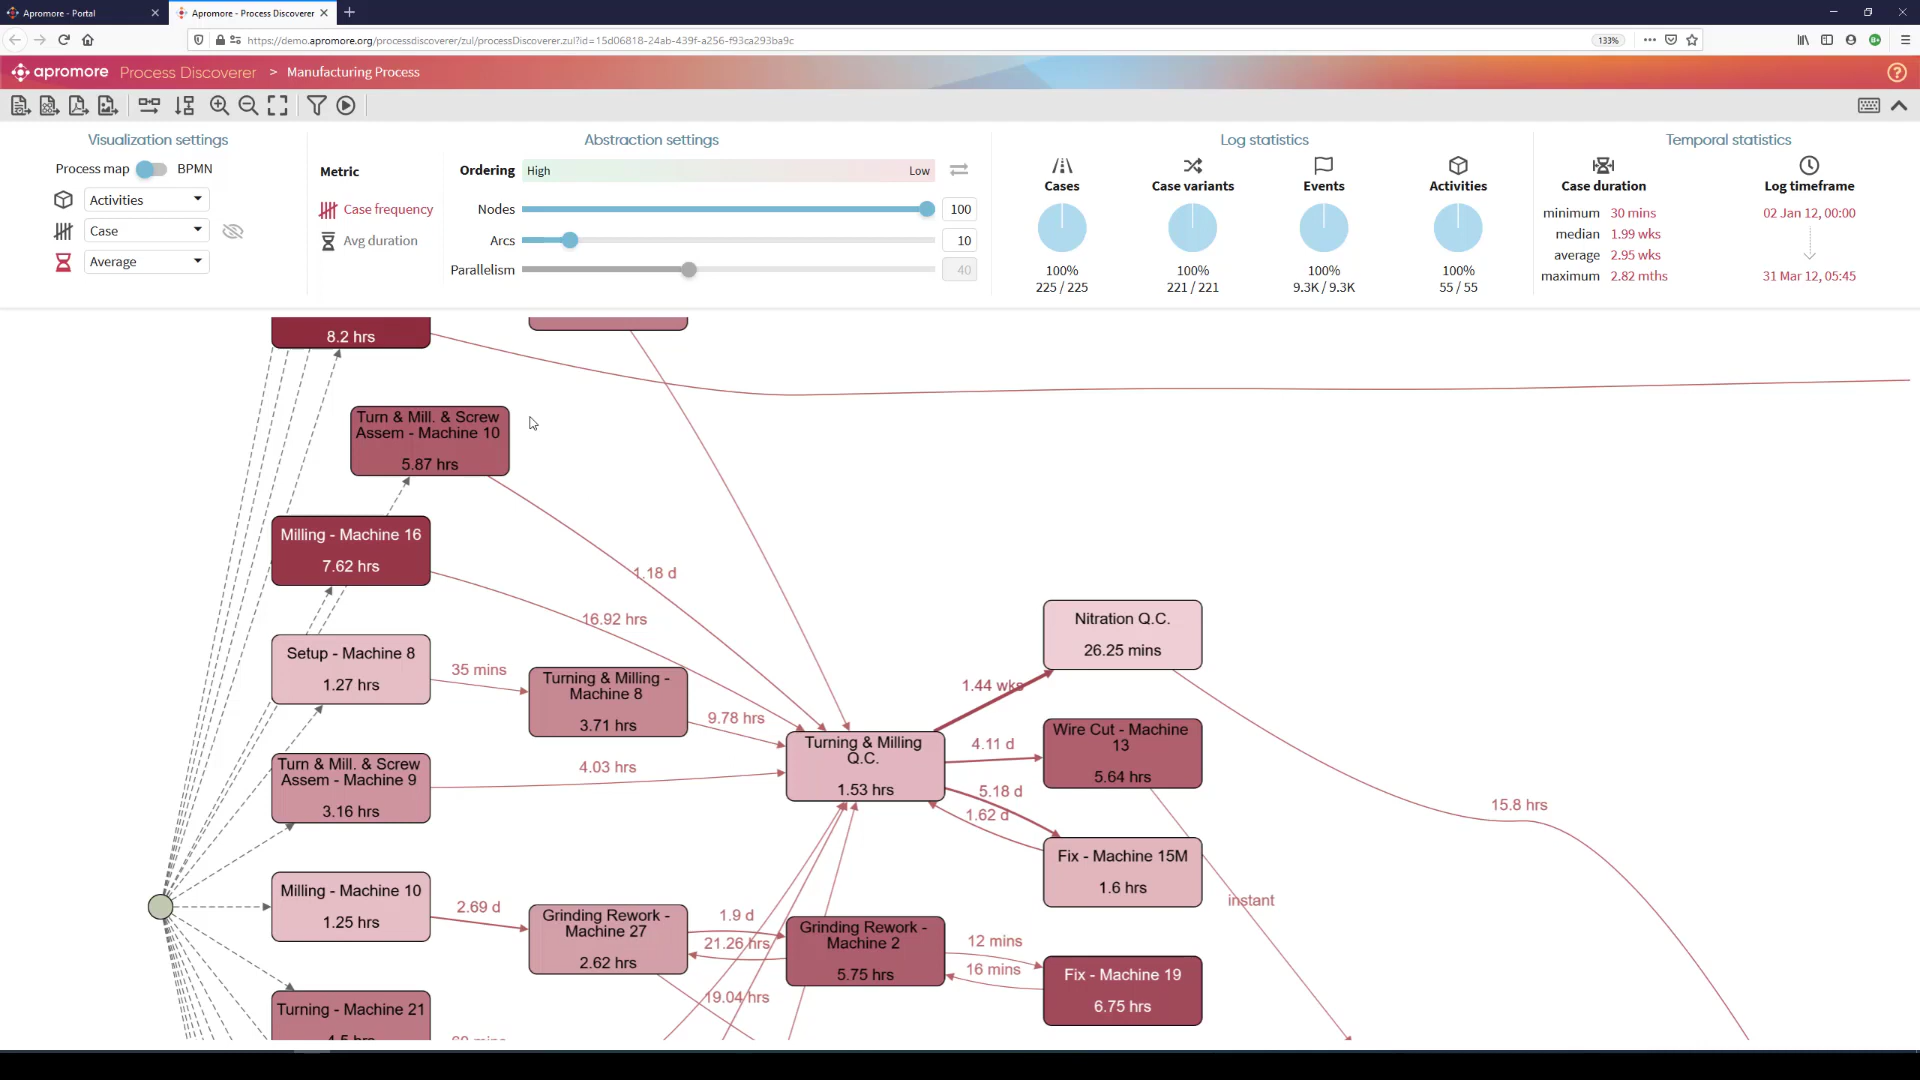 Apromore - Portal
Apromore - Process Discoverer
https://demo.apromore.org/processdiscoverer/zul/processDiscoverer.zul?id=15d06818-24ab-439f-a256-f93ca293ba9c
133%
apromore Process Discoverer > Manufacturing Process
Visualization settings
Process map BPMN
Activities
Case
Average
Abstraction settings
Metric
Case frequency
Avg duration
Ordering High Low
Nodes 100
Arcs 10
Parallelism 40
Log statistics
Cases
100%
225 / 225
Case variants
100%
221 / 221
Events
100%
9.3K / 9.3K
Activities
100%
55 / 55
Temporal statistics
Case duration
minimum 30 mins
median 1.99 wks
average 2.95 wks
maximum 2.82 mths
Log timeframe
02 Jan 12, 00:00
31 Mar 12, 05:45
8.2 hrs
Turn & Mill. & Screw
Assem - Machine 10
5.87 hrs
Milling - Machine 16
7.62 hrs
1.18 d
16.92 hrs
Setup - Machine 8
1.27 hrs
35 mins
Turning & Milling -
Machine 8
3.71 hrs
9.78 hrs
Nitration Q.C.
26.25 mins
1.44 wks
Turning & Milling
Q.C.
1.53 hrs
4.11 d
Wire Cut - Machine
13
5.64 hrs
Turn & Mill. & Screw
Assem - Machine 9
3.16 hrs
4.03 hrs
5.18 d
1.62 d
15.8 hrs
Fix - Machine 15M
1.6 hrs
instant
Milling - Machine 10
1.25 hrs
2.69 d
Grinding Rework -
Machine 27
2.62 hrs
1.9 d
21.26 hrs
Grinding Rework -
Machine 2
5.75 hrs
12 mins
16 mins
Fix - Machine 19
6.75 hrs
19.04 hrs
Turning - Machine 21